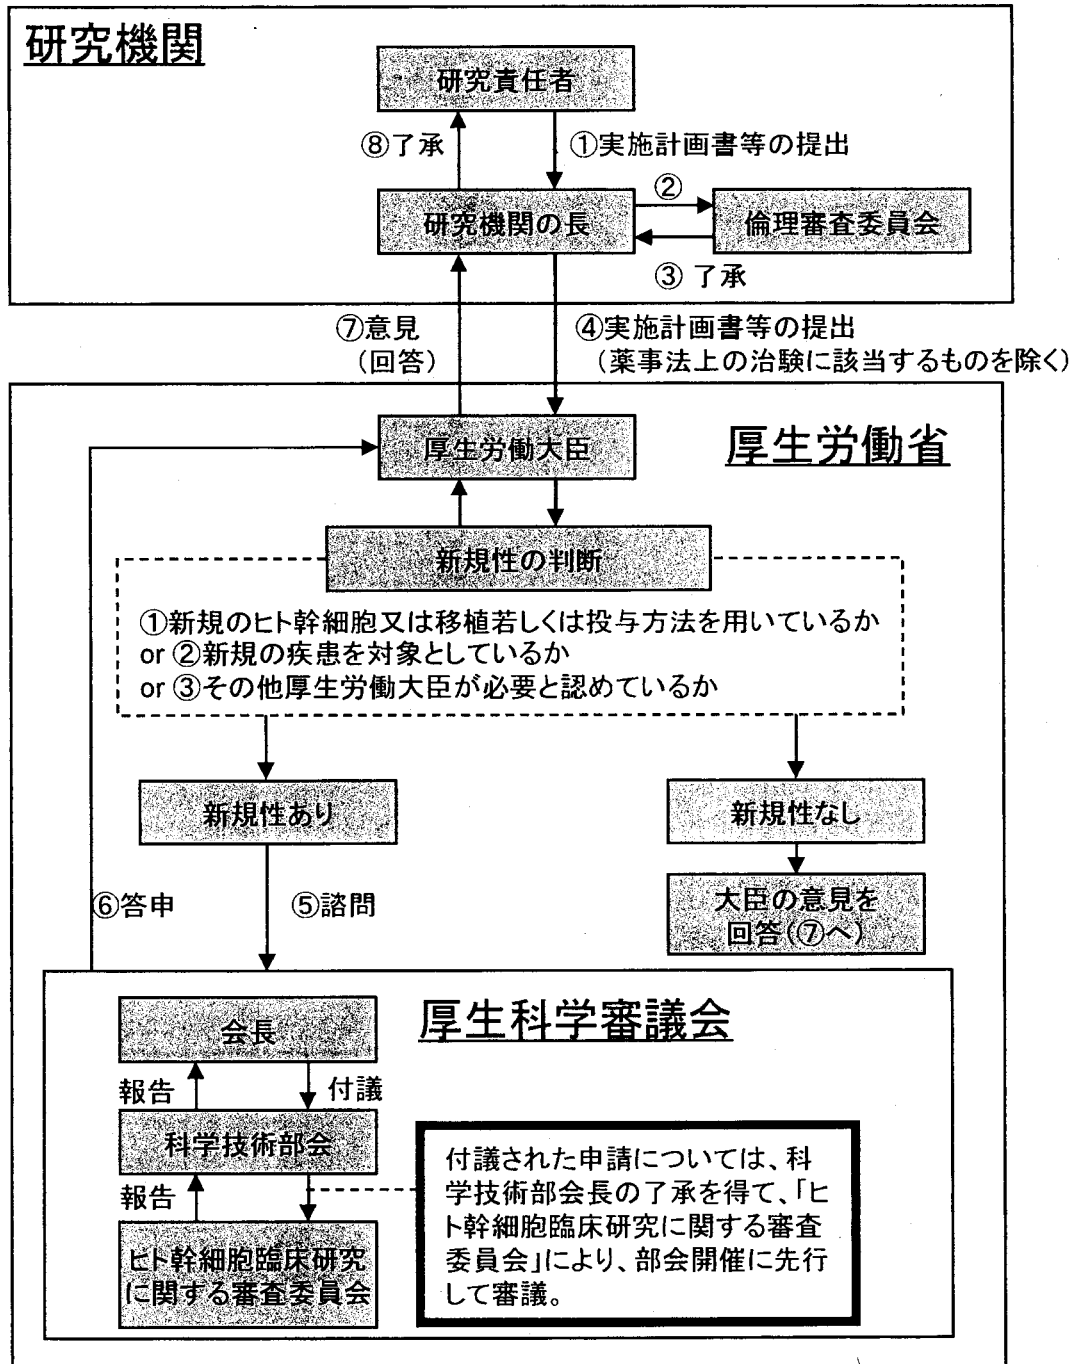 研究機関
研究責任者
⑧了承
①実施計画書等の提出
②
研究機関の長
倫理審査委員会
③ 了承
⑦意見
(回答)
④実施計画書等の提出
(薬事法上の治験に該当するものを除く)
厚生労働大臣
厚生労働省
新規性の判断
①新規のヒト幹細胞又は移植若しくは投与方法を用いているか
or ②新規の疾患を対象としているか
or ③その他厚生労働大臣が必要と認めているか
新規性あり
新規性なし
⑥答申
⑤諮問
大臣の意見を
回答(⑦へ)
厚生科学審議会
会長
報告
付議
科学技術部会
報告
ヒト幹細胞臨床研究
に関する審査委員会
付議された申請については、科
学技術部会長の了承を得て、「ヒ
ト幹細胞臨床研究に関する審査
委員会」により、部会開催に先行
して審議。